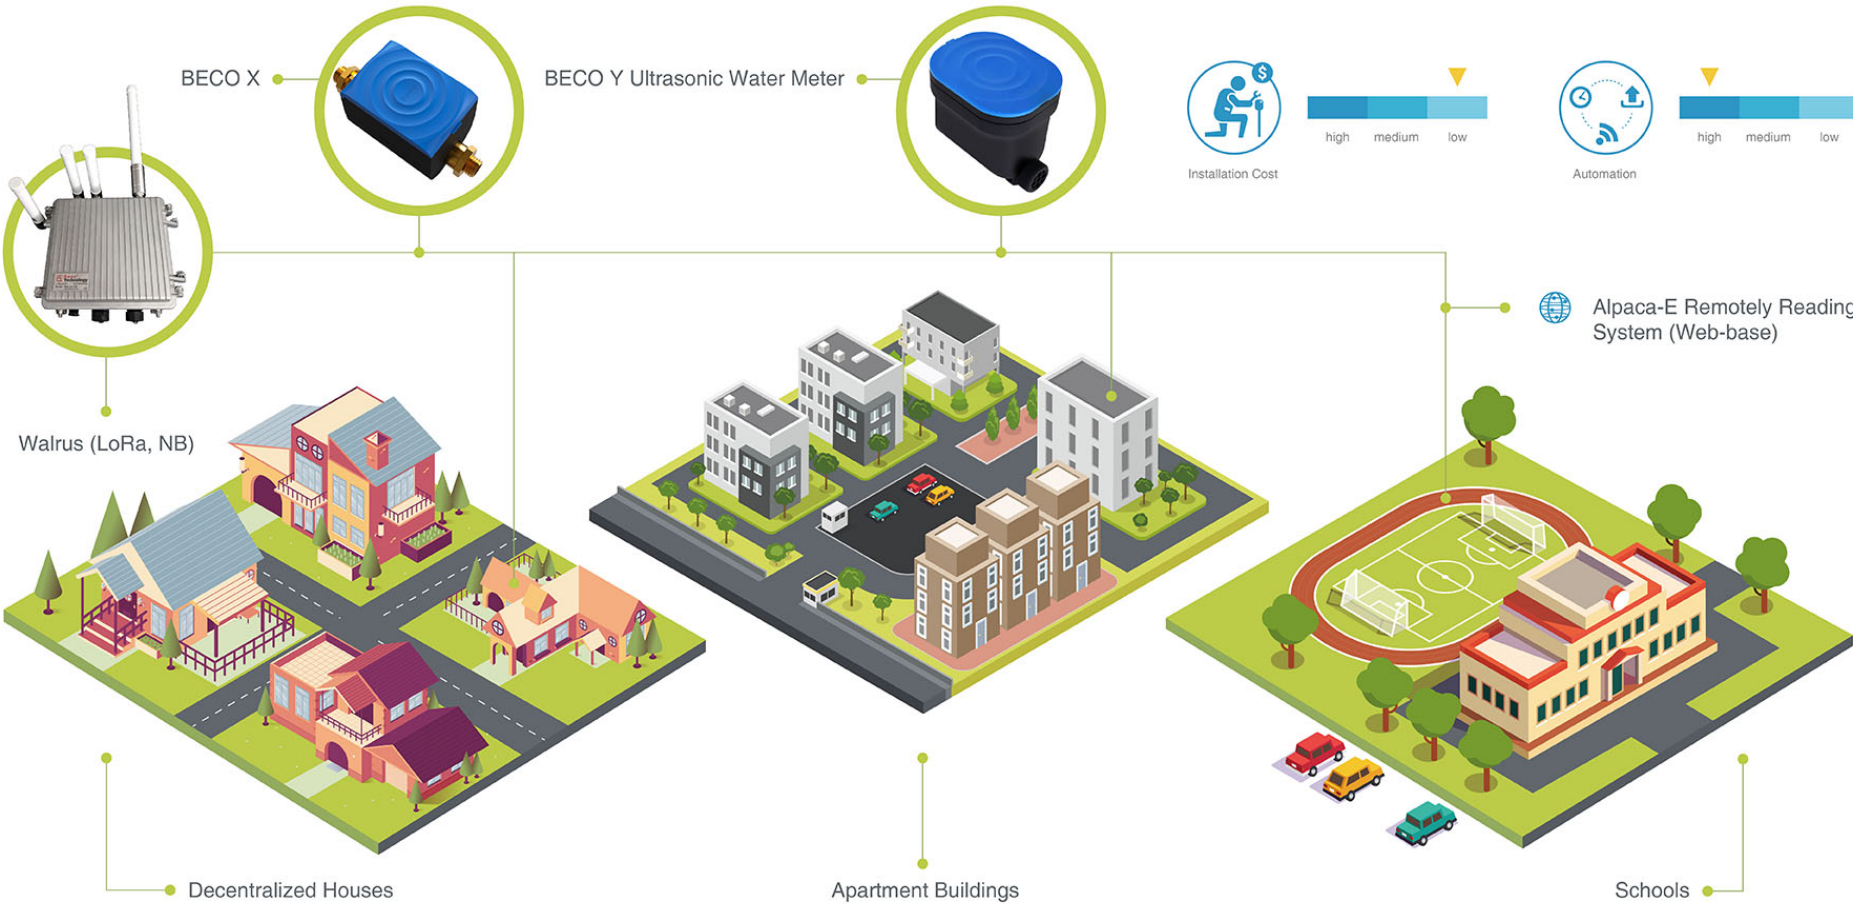 BECO X
BECO Y Ultrasonic Water Meter
$
high medium low
Installation Cost
high medium low
Automation
Technology
Alpaca-E Remotely Reading
System (Web-base)
Walrus (LoRa, NB)
Decentralized Houses
Apartment Buildings
Schools